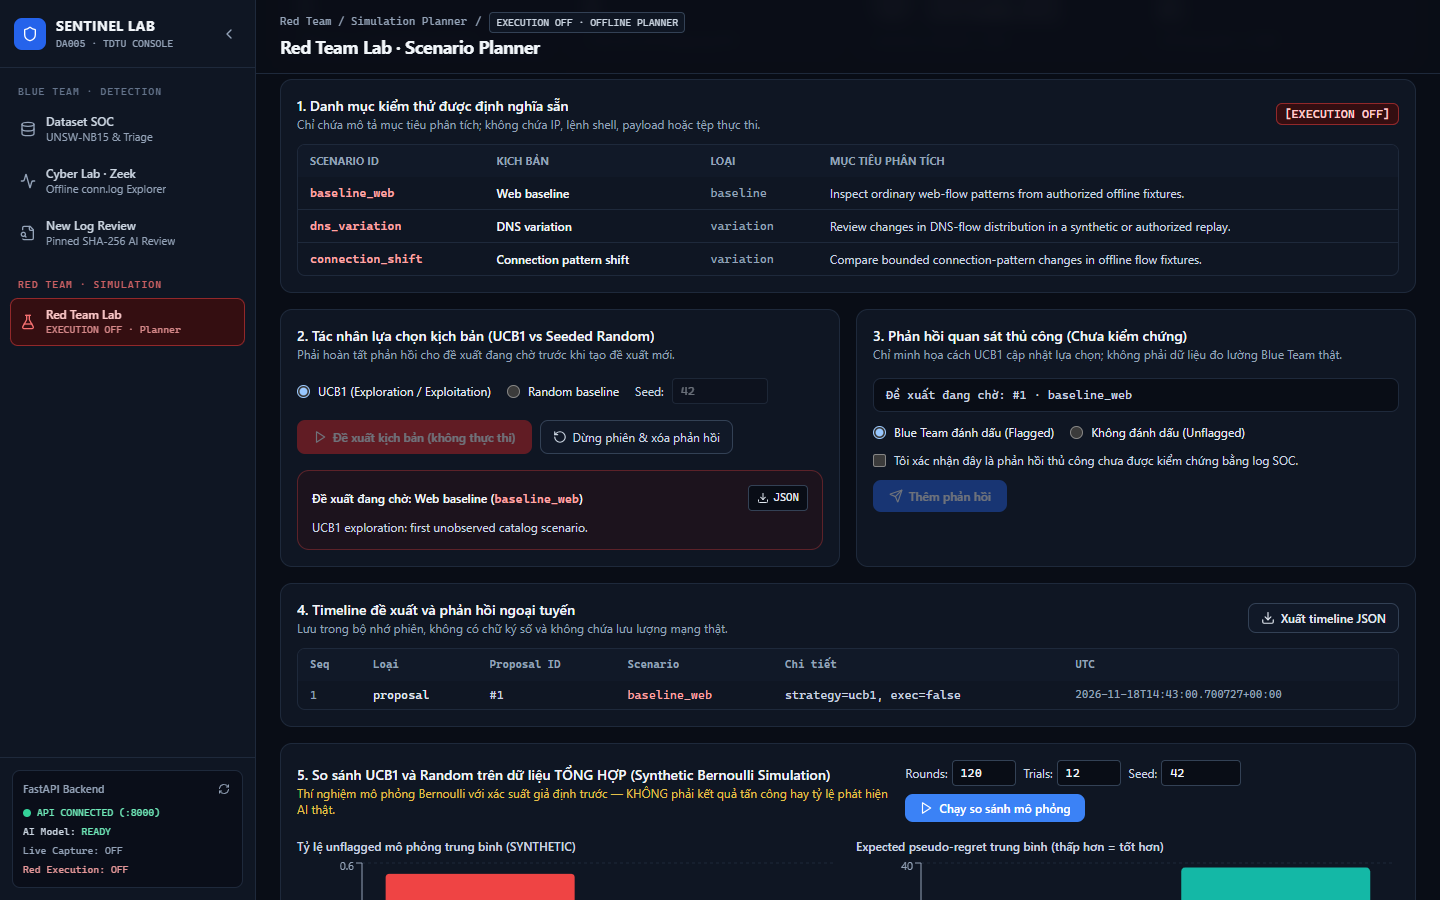 SENTINEL LAB
DA005 · TDTU CONSOLE
BLUE TEAM · DETECTION
Dataset SOC
UNSW-NB15 & Triage
Cyber Lab · Zeek
Offline conn.log Explorer
New Log Review
Pinned SHA-256 AI Review
RED TEAM · SIMULATION
Red Team Lab
EXECUTION OFF · Planner
FastAPI Backend
API CONNECTED (:8000)
AI Model: READY
Live Capture: OFF
Red Execution: OFF
Red Team / Simulation Planner / EXECUTION OFF · OFFLINE PLANNER
Red Team Lab · Scenario Planner
1. Danh mục kiểm thử được định nghĩa sẵn
Chỉ chứa mô tả mục tiêu phân tích; không chứa IP, lệnh shell, payload hoặc tệp thực thi.
[EXECUTION OFF]
SCENARIO ID KỊCH BẢN LOẠI MỤC TIÊU PHÂN TÍCH
baseline_web Web baseline baseline Inspect ordinary web-flow patterns from authorized offline fixtures.
dns_variation DNS variation variation Review changes in DNS-flow distribution in a synthetic or authorized replay.
connection_shift Connection pattern shift variation Compare bounded connection-pattern changes in offline flow fixtures.
2. Tác nhân lựa chọn kịch bản (UCB1 vs Seeded Random)
Phải hoàn tất phản hồi cho đề xuất đang chờ trước khi tạo đề xuất mới.
UCB1 (Exploration / Exploitation) Random baseline Seed: 42
Đề xuất kịch bản (không thực thi) Dừng phiên & xóa phản hồi
Đề xuất đang chờ: Web baseline (baseline_web) JSON
UCB1 exploration: first unobserved catalog scenario.
3. Phản hồi quan sát thủ công (Chưa kiểm chứng)
Chỉ minh họa cách UCB1 cập nhật lựa chọn; không phải dữ liệu đo lường Blue Team thật.
Đề xuất đang chờ: #1 · baseline_web
Blue Team đánh dấu (Flagged) Không đánh dấu (Unflagged)
Tôi xác nhận đây là phản hồi thủ công chưa được kiểm chứng bằng log SOC.
Thêm phản hồi
4. Timeline đề xuất và phản hồi ngoại tuyến
Lưu trong bộ nhớ phiên, không có chữ ký số và không chứa lưu lượng mạng thật.
Xuất timeline JSON
Seq Loại Proposal ID Scenario Chi tiết UTC
1 proposal #1 baseline_web strategy=ucb1, exec=false 2026-11-18T14:43:00.700727+00:00
5. So sánh UCB1 và Random trên dữ liệu TỔNG HỢP (Synthetic Bernoulli Simulation)
Thí nghiệm mô phỏng Bernoulli với xác suất giả định trước — KHÔNG phải kết quả tấn công hay tỷ lệ phát hiện
AI thật.
Rounds: 120 Trials: 12 Seed: 42
Chạy so sánh mô phỏng
Tỷ lệ unflagged mô phỏng trung bình (SYNTHETIC)
0.6
Expected pseudo-regret trung bình (thấp hơn = tốt hơn)
40